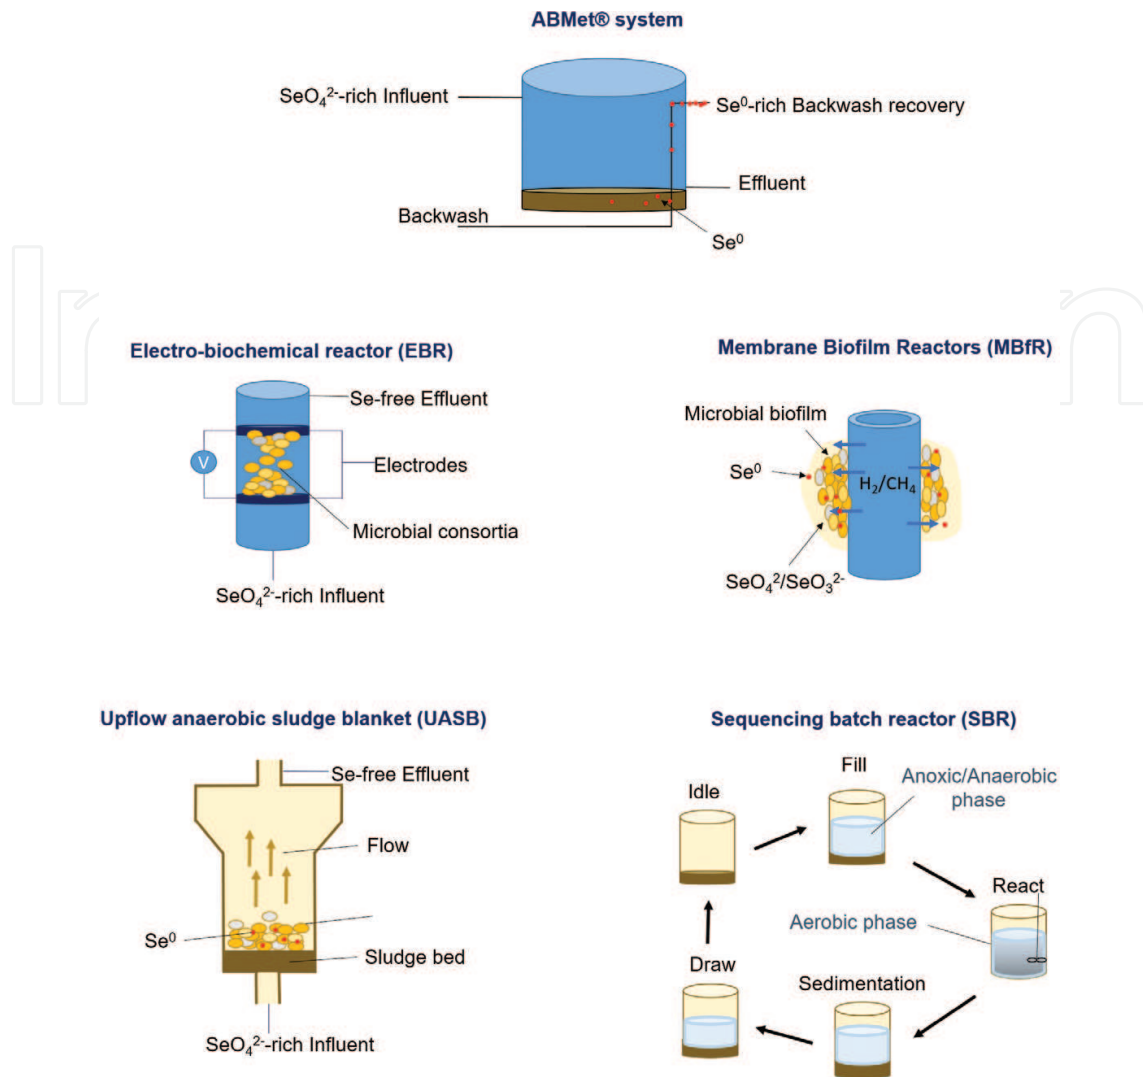 ABMet® system
SeO₄²⁻-rich Influent
Se⁰-rich Backwash recovery
Effluent
Backwash
Se⁰
Electro-biochemical reactor (EBR)
Se-free Effluent
V
Electrodes
Microbial consortia
SeO₄²⁻-rich Influent
Membrane Biofilm Reactors (MBfR)
Microbial biofilm
Se⁰
H₂/CH₄
SeO₄²/SeO₃²⁻
Upflow anaerobic sludge blanket (UASB)
Se-free Effluent
Flow
Se⁰
Sludge bed
SeO₄²⁻-rich Influent
Sequencing batch reactor (SBR)
Fill
Anoxic/Anaerobic
phase
Idle
React
Aerobic phase
Draw
Sedimentation